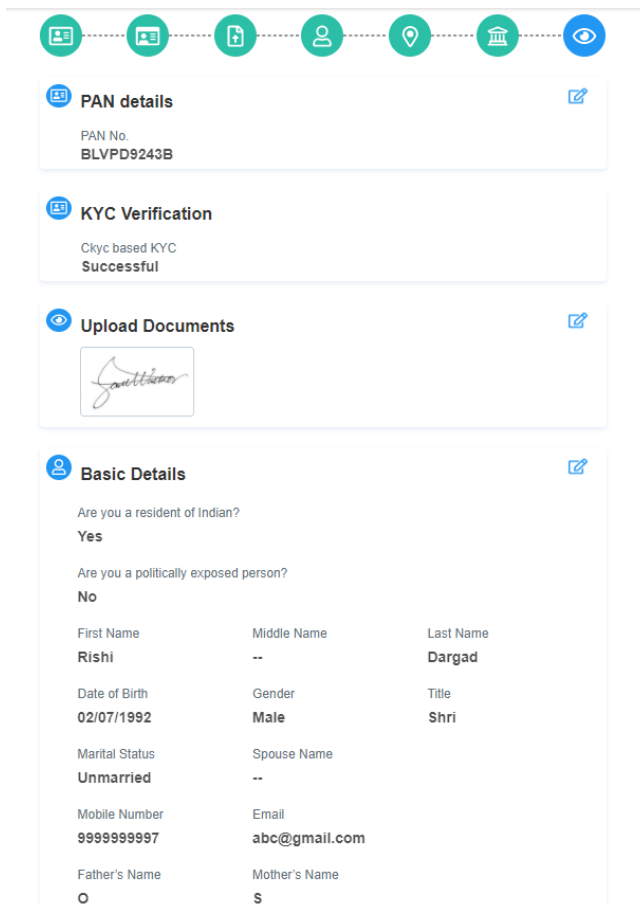 PAN details
PAN No.
BLVPD9243B
KYC Verification
Ckyc based KYC
Successful
Upload Documents
Basic Details
Are you a resident of Indian?
Yes
Are you a politically exposed person?
No
First Name Middle Name Last Name
Rishi -- Dargad
Date of Birth Gender Title
02/07/1992 Male Shri
Marital Status Spouse Name
Unmarried --
Mobile Number Email
9999999997 abc@gmail.com
Father's Name Mother's Name
O S